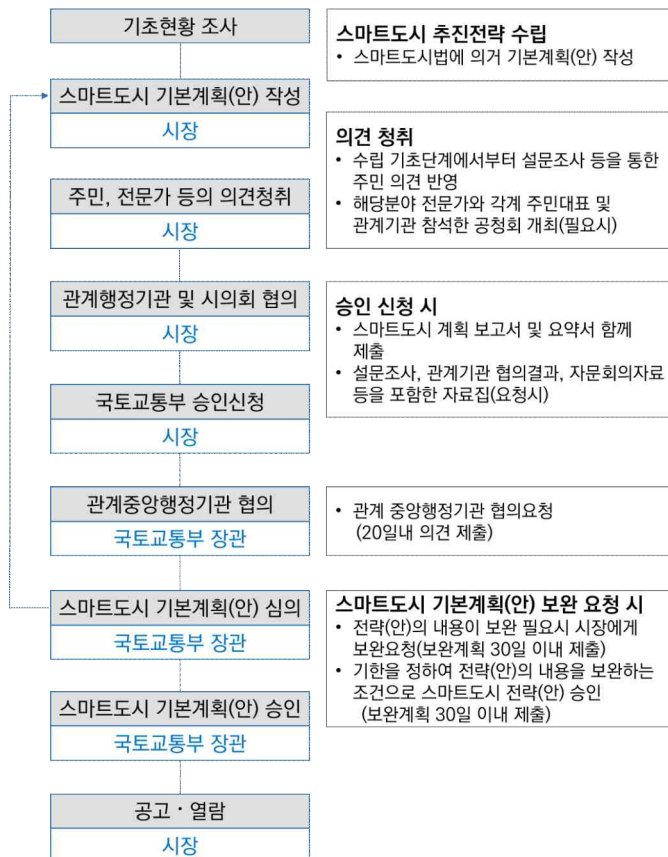 기초현황 조사
스마트도시 추진전략 수립
• 스마트도시법에 의거 기본계획(안) 작성
스마트도시 기본계획(안) 작성
시장
의견 청취
• 수립 기초단계에서부터 설문조사 등을 통한
주민 의견 반영
• 해당분야 전문가와 각계 주민대표 및
관계기관 참석한 공청회 개최(필요시)
주민, 전문가 등의 의견청취
시장
관계행정기관 및 시의회 협의
시장
승인 신청 시
• 스마트도시 계획 보고서 및 요약서 함께
제출
• 설문조사, 관계기관 협의결과, 자문회의자료
등을 포함한 자료집(요청시)
국토교통부 승인신청
시장
관계중앙행정기관 협의
국토교통부 장관
• 관계 중앙행정기관 협의요청
(20일내 의견 제출)
스마트도시 기본계획(안) 심의
국토교통부 장관
스마트도시 기본계획(안) 보완 요청 시
• 전략(안)의 내용이 보완 필요시 시장에게
보완요청(보완계획 30일 이내 제출)
• 기한을 정하여 전략(안)의 내용을 보완하는
조건으로 스마트도시 전략(안) 승인
(보완계획 30일 이내 제출)
스마트도시 기본계획(안) 승인
국토교통부 장관
공고 · 열람
시장